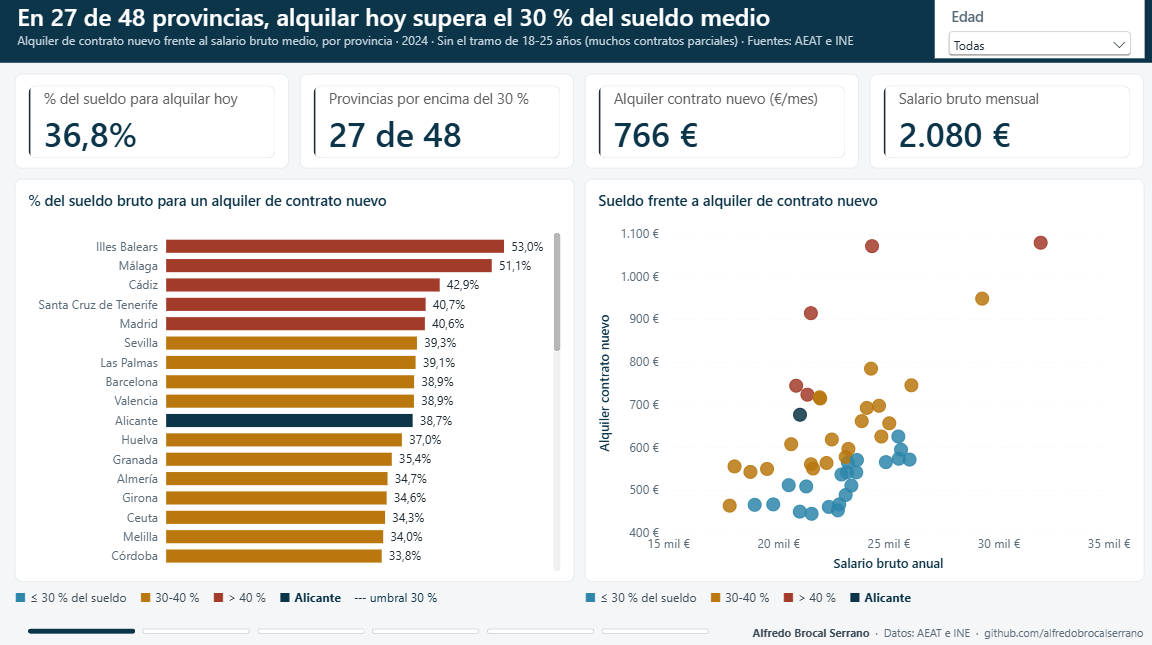 En 27 de 48 provincias, alquilar hoy supera el 30 % del sueldo medio
Alquiler de contrato nuevo frente al salario bruto medio, por provincia · 2024 · Sin el tramo de 18-25 años (muchos contratos parciales) · Fuentes: AEAT e INE
Edad
Todas
% del sueldo para alquilar hoy
36,8%
Provincias por encima del 30 %
27 de 48
Alquiler contrato nuevo (€/mes)
766 €
Salario bruto mensual
2.080 €
% del sueldo bruto para un alquiler de contrato nuevo
Illes Balears 53,0%
Málaga 51,1%
Cádiz 42,9%
Santa Cruz de Tenerife 40,7%
Madrid 40,6%
Sevilla 39,3%
Las Palmas 39,1%
Barcelona 38,9%
Valencia 38,9%
Alicante 38,7%
Huelva 37,0%
Granada 35,4%
Almería 34,7%
Girona 34,6%
Ceuta 34,3%
Melilla 34,0%
Córdoba 33,8%
≤ 30 % del sueldo 30-40 % > 40 % Alicante --- umbral 30 %
Sueldo frente a alquiler de contrato nuevo
Alquiler contrato nuevo
1.100 €
1.000 €
900 €
800 €
700 €
600 €
500 €
400 €
15 mil € 20 mil € 25 mil € 30 mil € 35 mil €
Salario bruto anual
≤ 30 % del sueldo 30-40 % > 40 % Alicante
Alfredo Brocal Serrano · Datos: AEAT e INE · github.com/alfredobrocalserrano